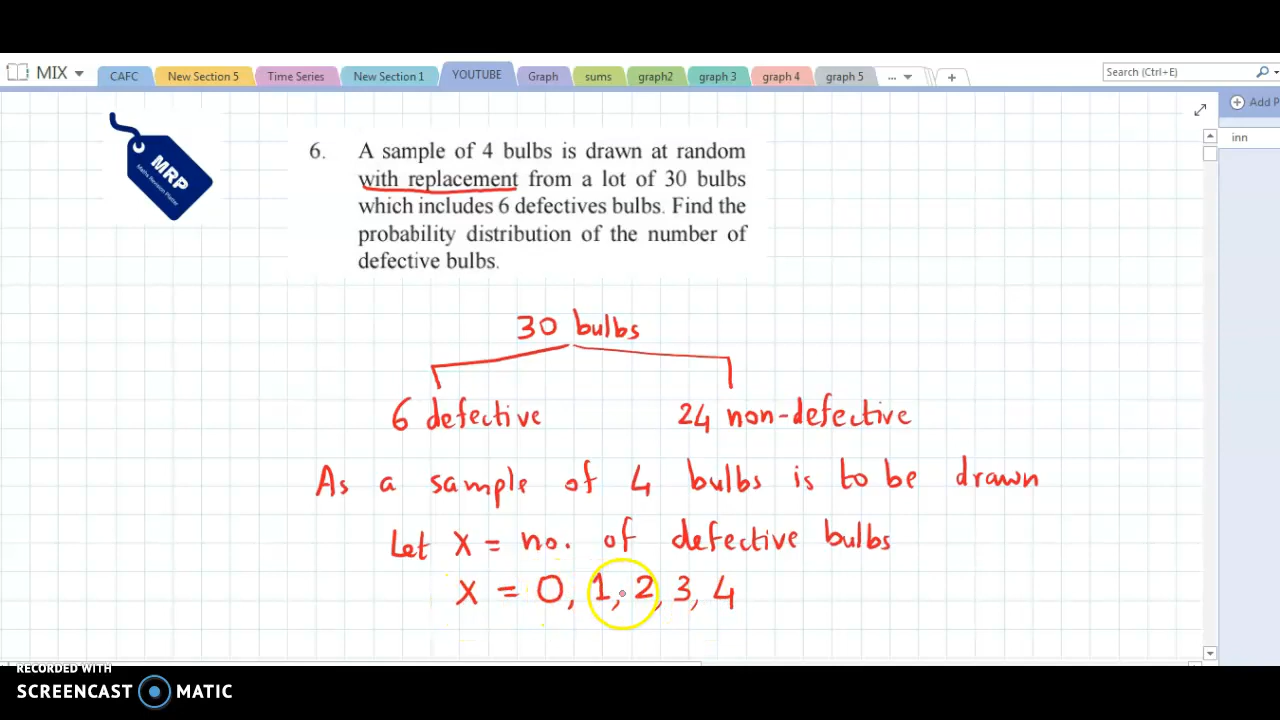 MIX CAFC New Section 5 Time Series New Section 1 YOUTUBE Graph sums graph2 graph 3 graph 4 graph 5 ... Search (Ctrl+E)
Add P
inn
MRP
Maths Revision Platter
6. A sample of 4 bulbs is drawn at random
with replacement from a lot of 30 bulbs
which includes 6 defectives bulbs. Find the
probability distribution of the number of
defective bulbs.
30 bulbs
6 defective 24 non-defective
As a sample of 4 bulbs is to be drawn
Let X = no. of defective bulbs
X = 0, 1, 2, 3, 4
RECORDED WITH
SCREENCAST MATIC